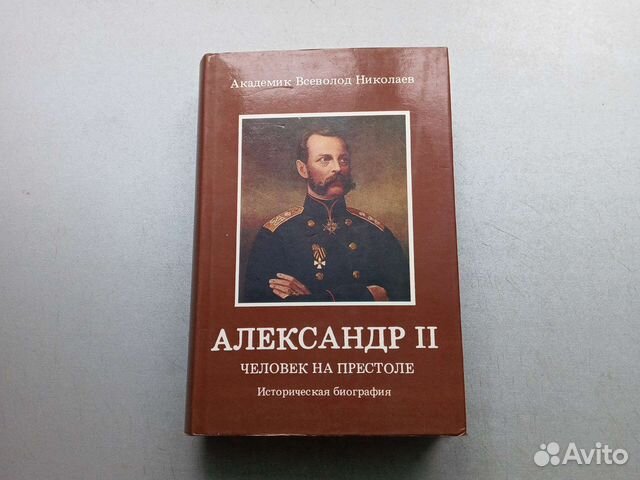 Академик Всеволод Николаев
АЛЕКСАНДР II
ЧЕЛОВЕК НА ПРЕСТОЛЕ
Историческая биография
Avito